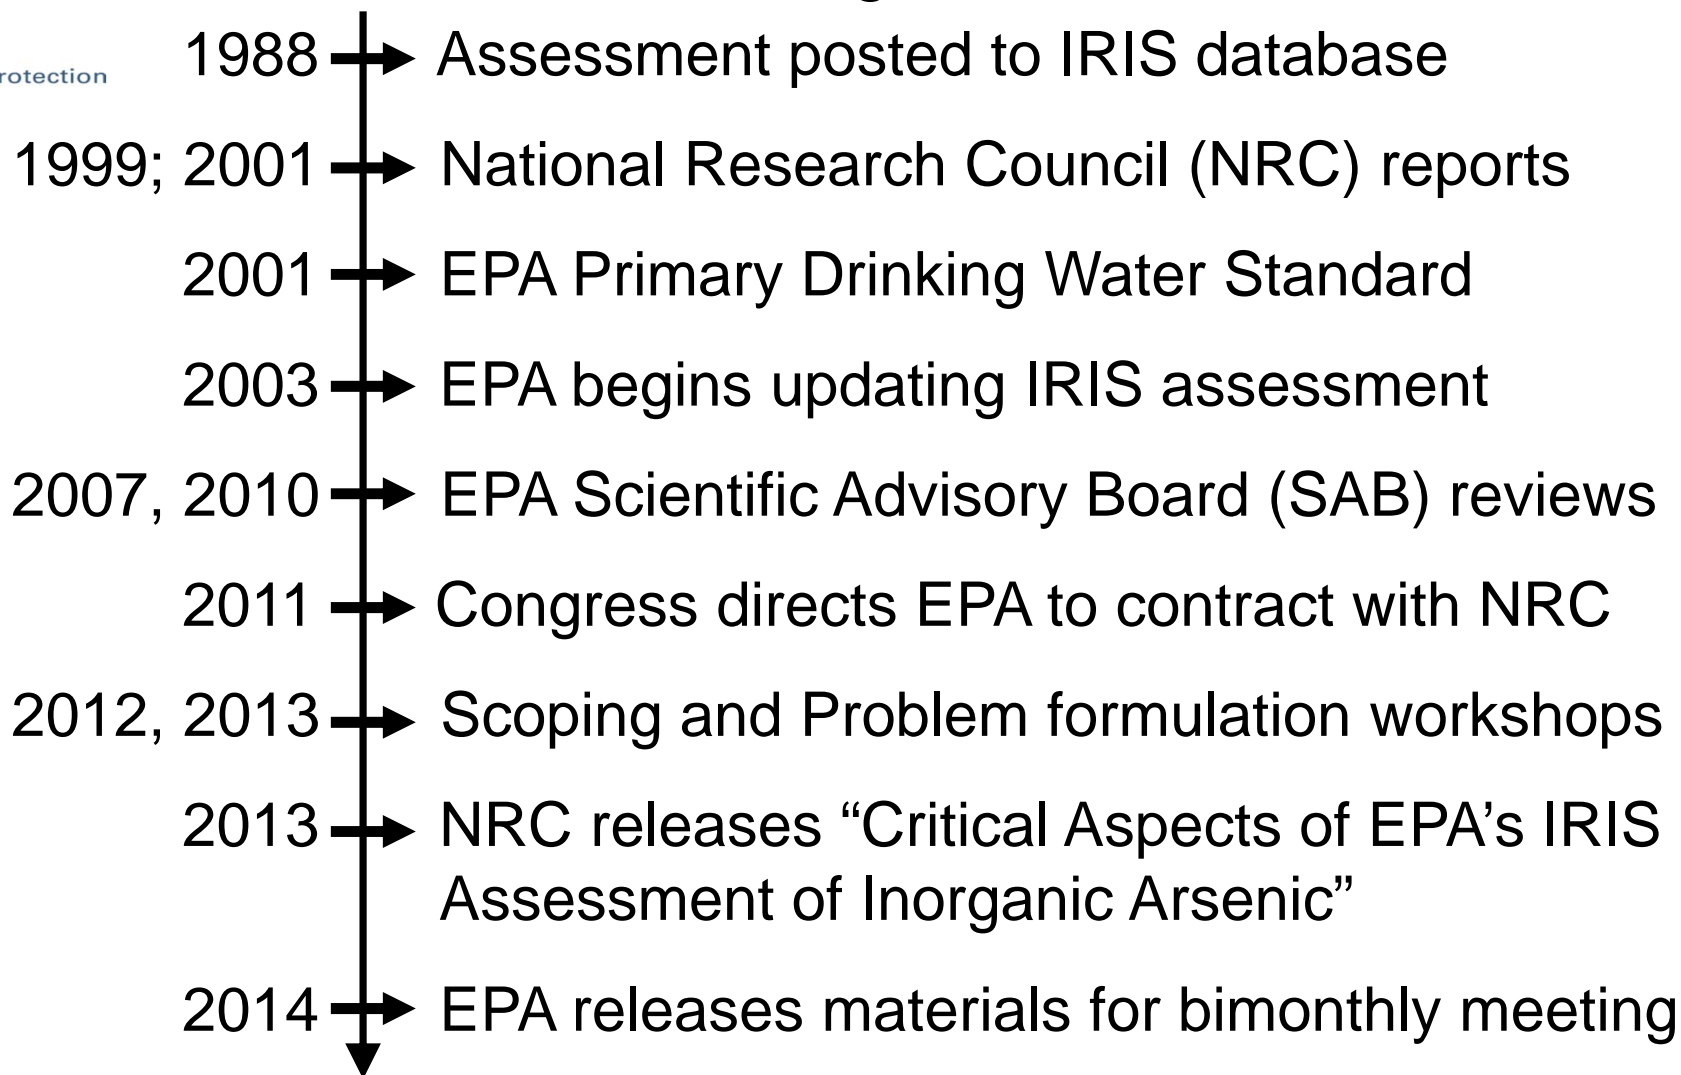 rotection
1988 Assessment posted to IRIS database
1999; 2001 National Research Council (NRC) reports
2001 EPA Primary Drinking Water Standard
2003 EPA begins updating IRIS assessment
2007, 2010 EPA Scientific Advisory Board (SAB) reviews
2011 Congress directs EPA to contract with NRC
2012, 2013 Scoping and Problem formulation workshops
2013 NRC releases “Critical Aspects of EPA’s IRIS
Assessment of Inorganic Arsenic”
2014 EPA releases materials for bimonthly meeting